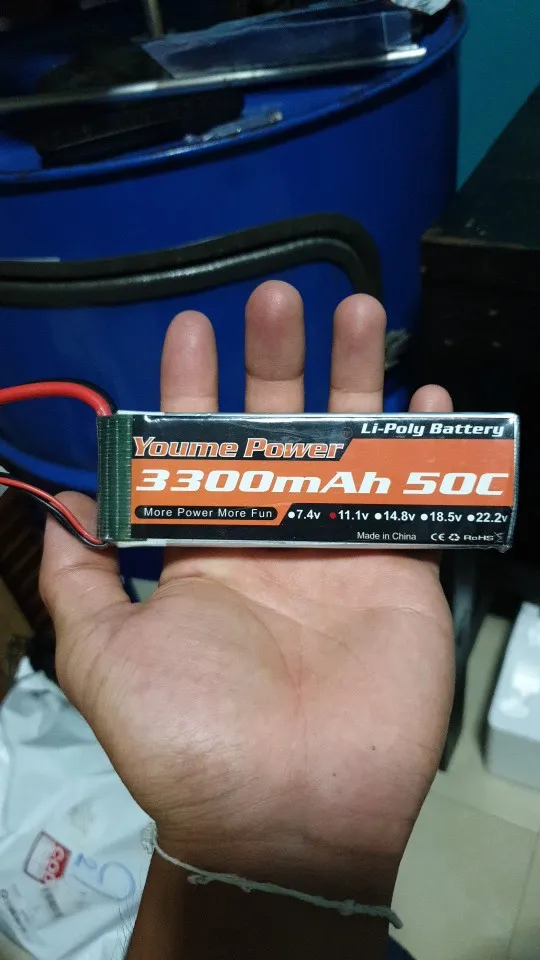 Li-Poly Battery
Youme Power
3300mAh 50C
More Power More Fun ●7.4v ●11.1v ●14.8v ●18.5v ●22.2v
Made in China CE RoHS